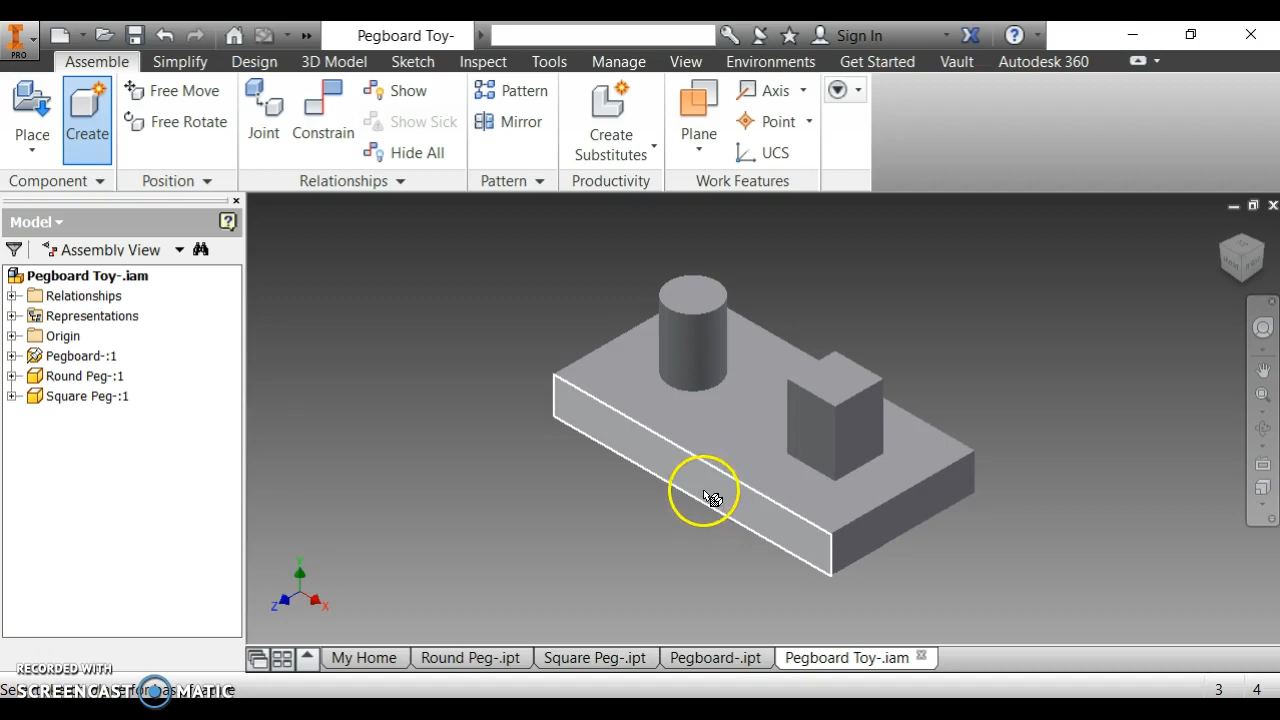 PRO
Pegboard Toy-
Sign In
Assemble Simplify Design 3D Model Sketch Inspect Tools Manage View Environments Get Started Vault Autodesk 360
Place
Create
Free Move
Free Rotate
Joint
Constrain
Show
Show Sick
Hide All
Pattern
Mirror
Create
Substitutes
Plane
Axis
Point
UCS
Component Position Relationships Pattern Productivity Work Features
Model
Assembly View
Pegboard Toy-.iam
Relationships
Representations
Origin
Pegboard-:1
Round Peg-:1
Square Peg-:1
TOP
Y
Z
X
My Home Round Peg-.ipt Square Peg-.ipt Pegboard-.ipt Pegboard Toy-.iam
RECORDED WITH
SCREENCAST MATIC
3 4